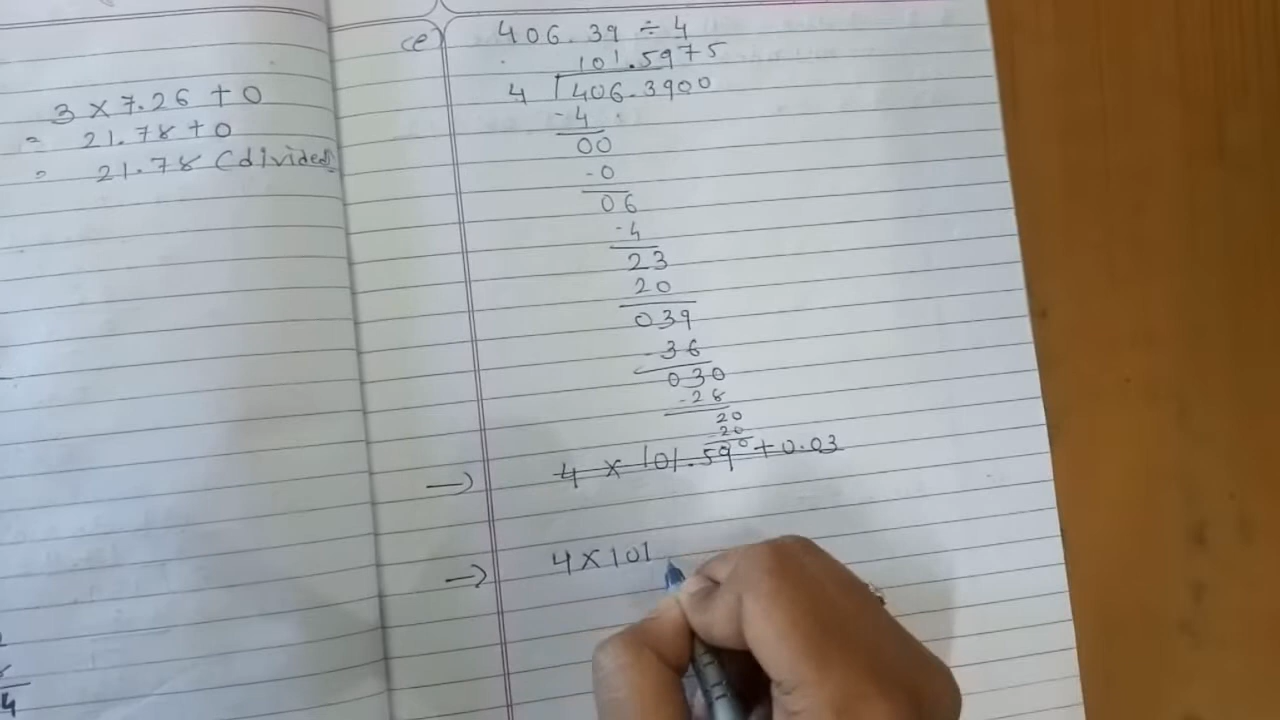 3 × 7.26 + 0
= 21.78 + 0
= 21.78 (dividend)
(e) 406.39 ÷ 4
101.5975
4 406.3900
-4
00
-0
06
-4
23
20
039
-36
030
-28
20
-20
0
→ 4 × 101.59 + 0.03
→ 4 × 101
4